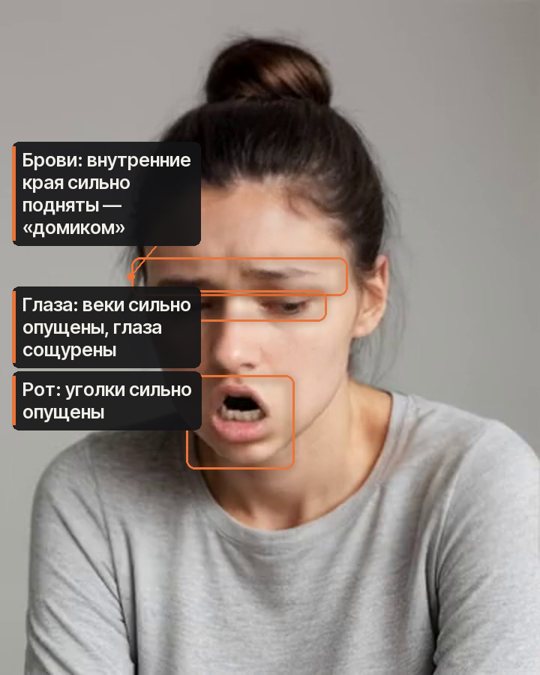 Брови: внутренние
края сильно
подняты —
«домиком»
Глаза: веки сильно
опущены, глаза
сощурены
Рот: уголки сильно
опущены